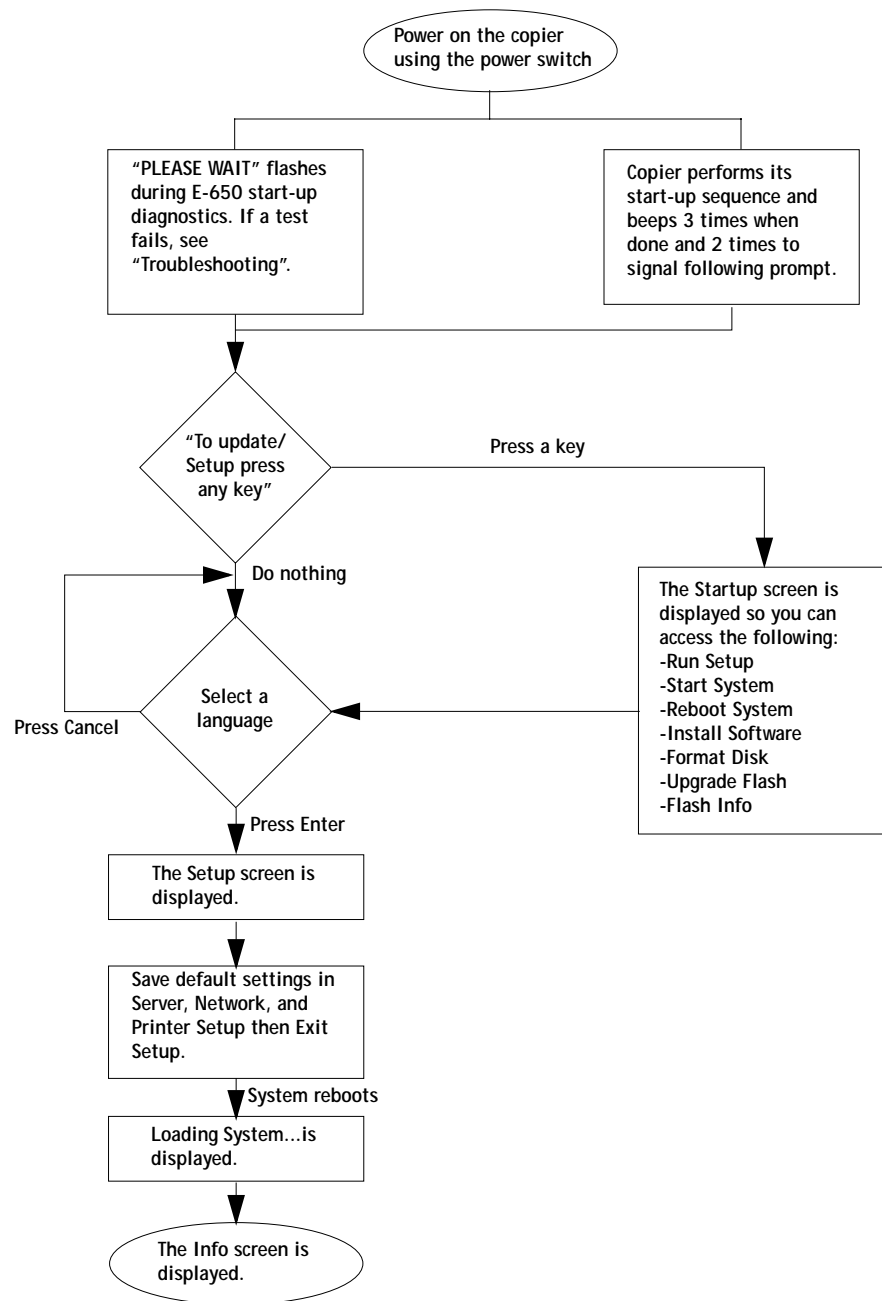 Power on the copier
using the power switch
“PLEASE WAIT” flashes
during E-650 start-up
diagnostics. If a test
fails, see
“Troubleshooting”.
Copier performs its
start-up sequence and
beeps 3 times when
done and 2 times to
signal following prompt.
“To update/
Setup press
any key”
Press a key
Do nothing
The Startup screen is
displayed so you can
access the following:
-Run Setup
-Start System
-Reboot System
-Install Software
-Format Disk
-Upgrade Flash
-Flash Info
Select a
language
Press Cancel
Press Enter
The Setup screen is
displayed.
Save default settings in
Server, Network, and
Printer Setup then Exit
Setup.
System reboots
Loading System...is
displayed.
The Info screen is
displayed.